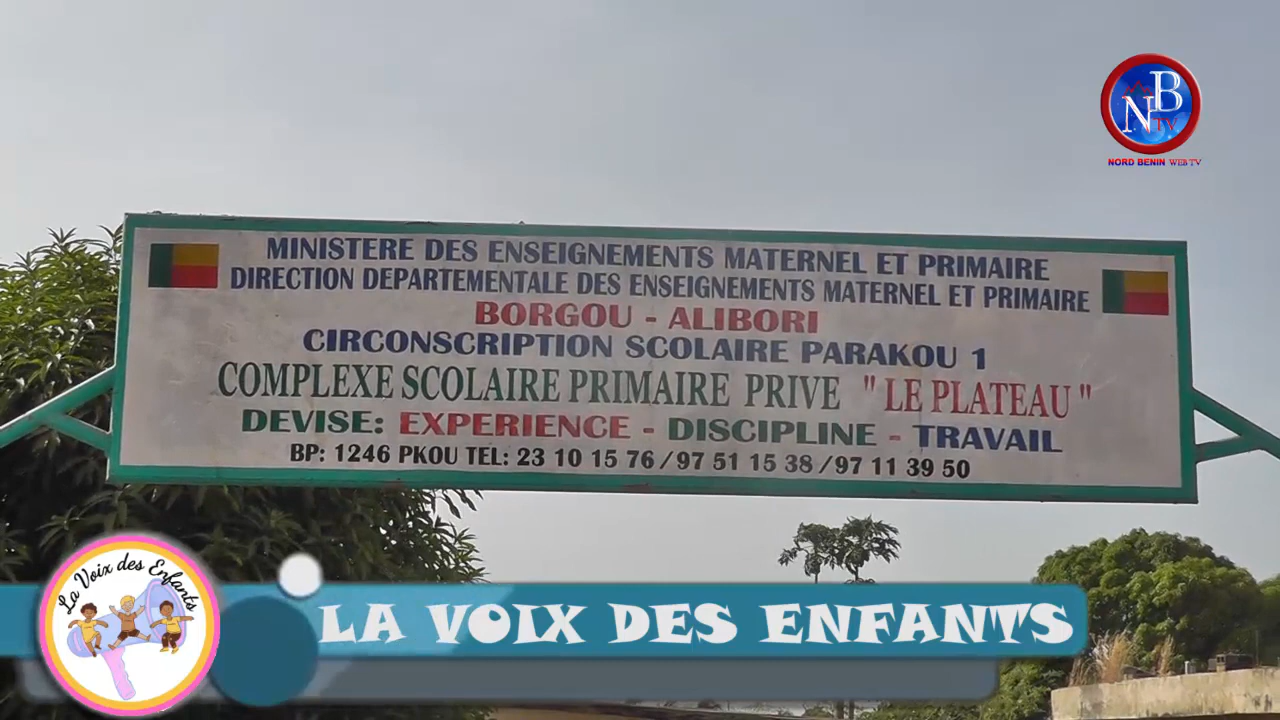 NB
TV
NORD BENIN WEB TV
MINISTERE DES ENSEIGNEMENTS MATERNEL ET PRIMAIRE
DIRECTION DEPARTEMENTALE DES ENSEIGNEMENTS MATERNEL ET PRIMAIRE
BORGOU - ALIBORI
CIRCONSCRIPTION SCOLAIRE PARAKOU 1
COMPLEXE SCOLAIRE PRIMAIRE PRIVE " LE PLATEAU "
DEVISE: EXPERIENCE - DISCIPLINE - TRAVAIL
BP: 1246 PKOU TEL: 23 10 15 76 / 97 51 15 38 / 97 11 39 50
La Voix des Enfants
LA VOIX DES ENFANTS